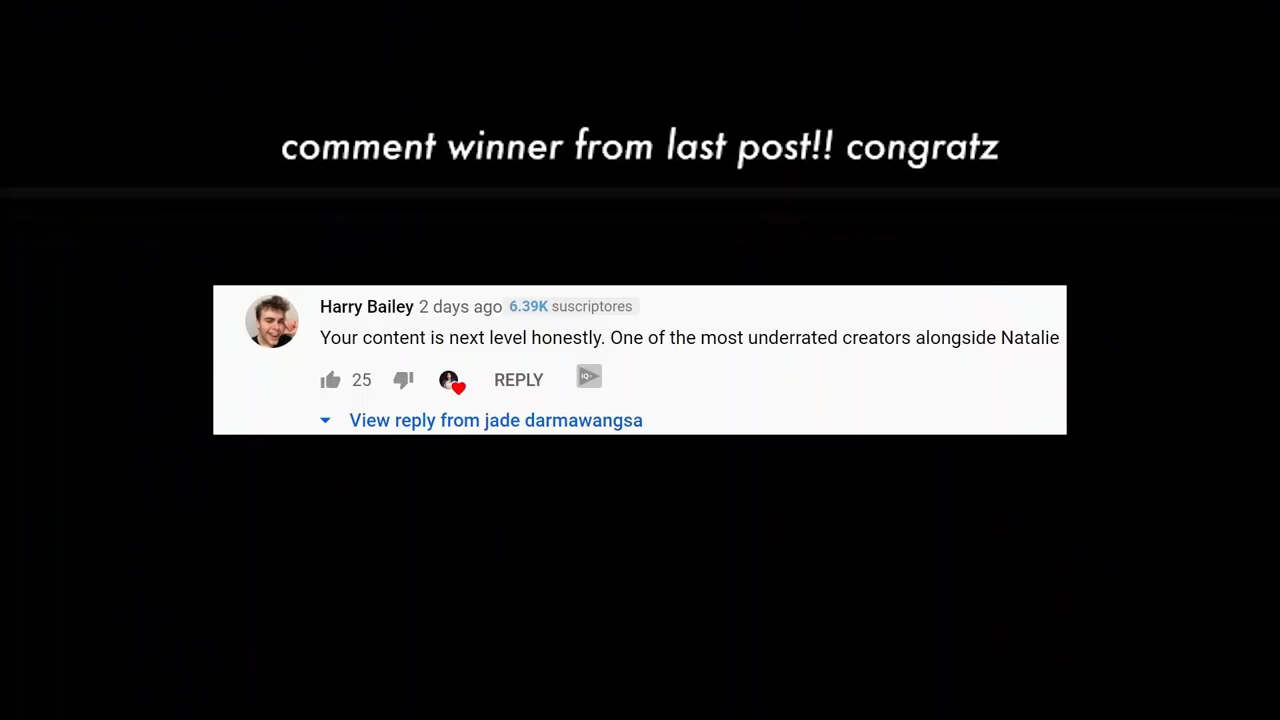 comment winner from last post!! congratz
Harry Bailey 2 days ago 6.39K suscriptores
Your content is next level honestly. One of the most underrated creators alongside Natalie
25 REPLY IQ
View reply from jade darmawangsa